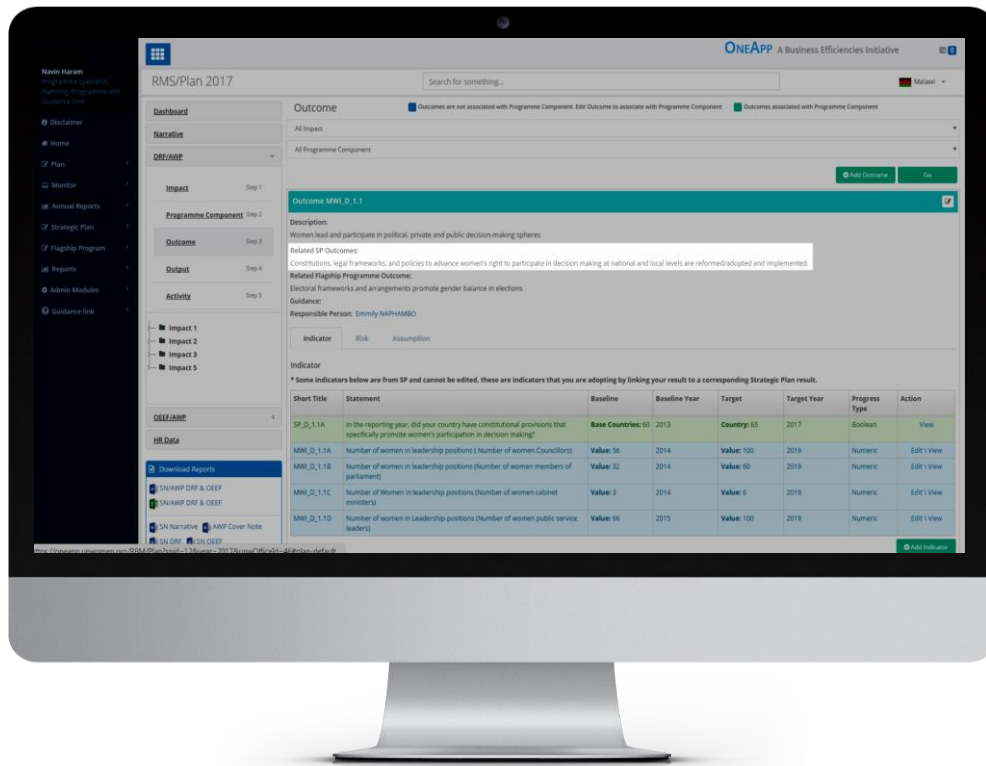 ONEAPP A Business Efficiencies Initiative
0
Navin Haram
Programme Specialist,
Planning, Programme and
Guidance Unit
RMS/Plan 2017
Search for something...
Malawi
Disclaimer
Home
Plan
Monitor
Annual Reports
Strategic Plan
Flagship Program
Reports
Admin Modules
Guidance link
Dashboard
Narrative
DRF/AWP
Impact Step 1
Programme Component Step 2
Outcome Step 3
Output Step 4
Activity Step 5
Impact 1
Impact 2
Impact 3
Impact 5
OEEF/AWP
HR Data
Download Reports
SN/AWP DRF & OEEF
SN/AWP DRF & OEEF
SN Narrative AWP Cover Note
SN DRF SN OEEF
Outcome
Outcomes are not associated with Programme Component. Edit Outcome to associate with Programme Component
Outcomes associated with Programme Component
All Impact
All Programme Component
Add Outcome Go
Outcome MWI_D_1.1
Description:
Women lead and participate in political, private and public decision-making spheres
Related SP Outcomes:
Constitutions, legal frameworks, and policies to advance women's right to participate in decision making at national and local levels are reformed/adopted and implemented.
Related Flagship Programme Outcome:
Electoral frameworks and arrangements promote gender balance in elections
Guidance:
Responsible Person: Emmily NAPHAMBO
Indicator Risk Assumption
Indicator
* Some indicators below are from SP and cannot be edited, these are indicators that you are adopting by linking your result to a corresponding Strategic Plan result.
Short Title Statement Baseline Baseline Year Target Target Year Progress Type Action
SP_D_1.1A In the reporting year, did your country have constitutional provisions that specifically promote women's participation in decision making? Base Countries: 60 2013 Country: 65 2017 Boolean View
MWI_D_1.1A Number of women in leadership positions ( Number of women Councillors) Value: 56 2014 Value: 100 2019 Numeric Edit \ View
MWI_D_1.1B Number of women in leadership positions (Number of women members of parliament) Value: 32 2014 Value: 60 2019 Numeric Edit \ View
MWI_D_1.1C Number of Women in leadership positions (Number of women cabinet ministers) Value: 3 2014 Value: 6 2019 Numeric Edit \ View
MWI_D_1.1D Number of women in Leadership positions (Number of women public service leaders) Value: 66 2015 Value: 100 2019 Numeric Edit \ View
Add Indicator